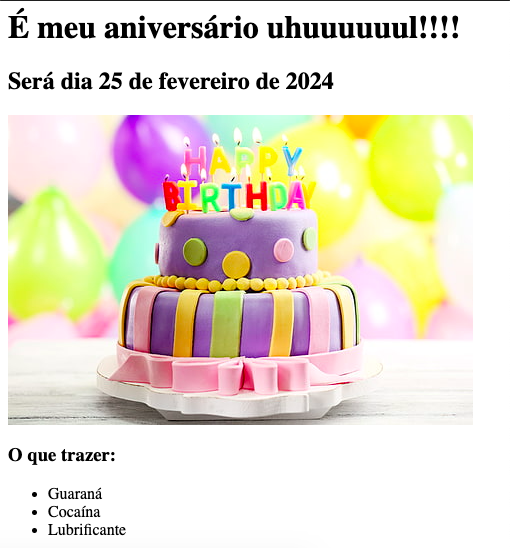 É meu aniversário uhuuuuuul!!!!
Será dia 25 de fevereiro de 2024
HAPPY
BIRTHDAY
O que trazer:
Guaraná
Cocaína
Lubrificante